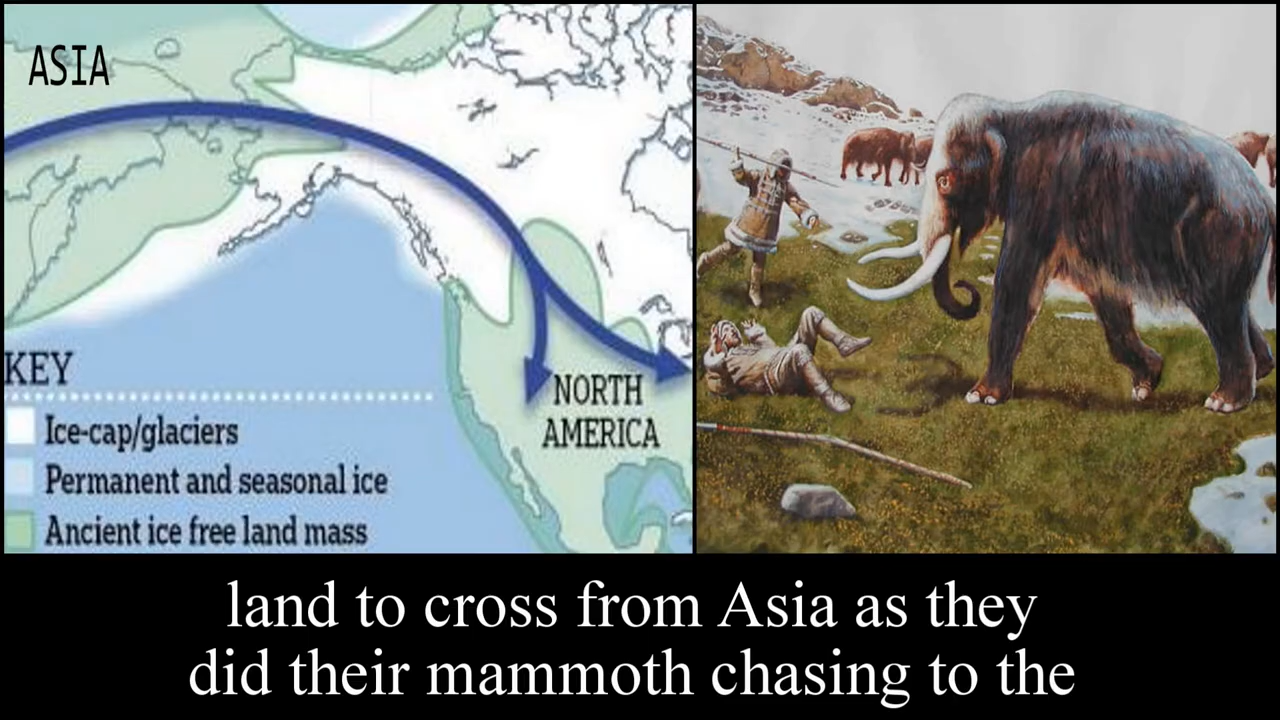 ASIA
KEY
Ice-cap/glaciers
Permanent and seasonal ice
Ancient ice free land mass
NORTH
AMERICA
land to cross from Asia as they
did their mammoth chasing to the